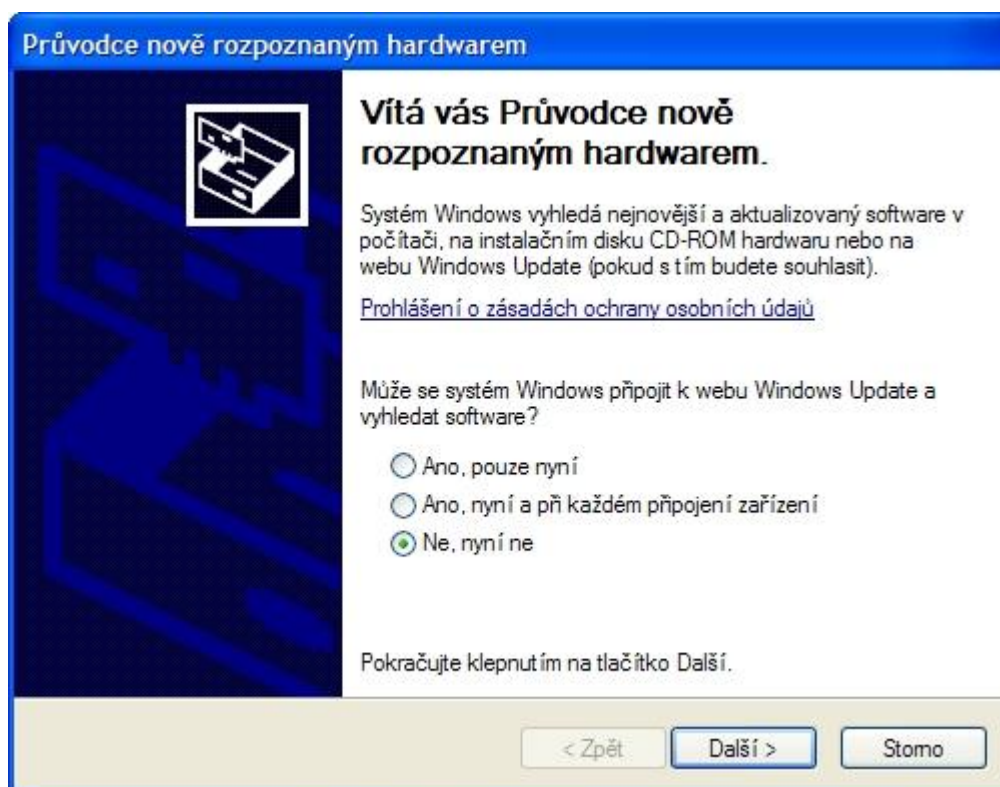 Průvodce nově rozpoznaným hardwarem
Vítá vás Průvodce nově
rozpoznaným hardwarem.
Systém Windows vyhledá nejnovější a aktualizovaný software v
počítači, na instalačním disku CD-ROM hardwaru nebo na
webu Windows Update (pokud s tím budete souhlasit).
Prohlášení o zásadách ochrany osobních údajů
Může se systém Windows připojit k webu Windows Update a
vyhledat software?
Ano, pouze nyní
Ano, nyní a při každém připojení zařízení
Ne, nyní ne
Pokračujte klepnutím na tlačítko Další.
< Zpět
Další >
Storno